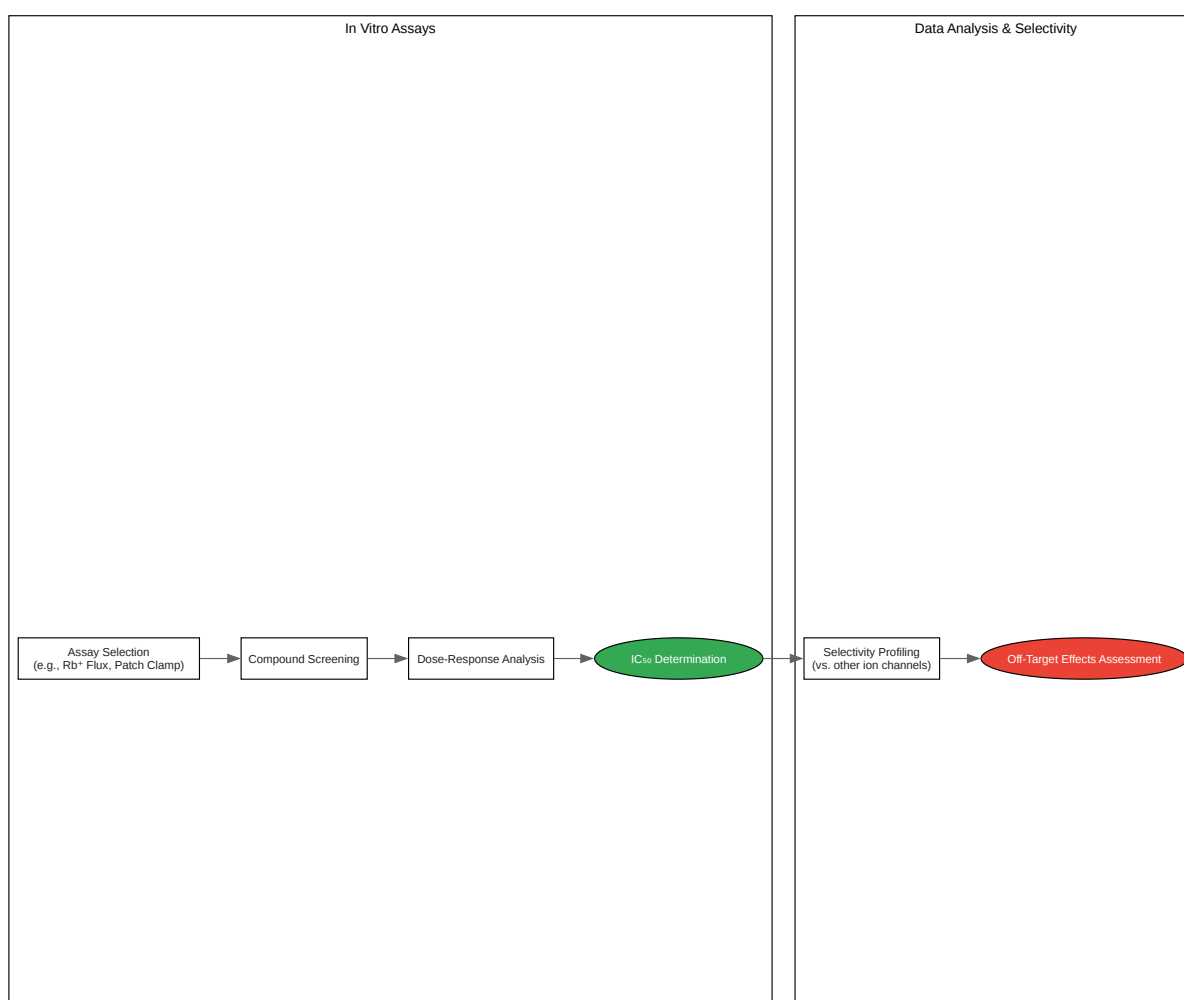 In Vitro Assays
Data Analysis & Selectivity
Assay Selection
(e.g., Rb⁺ Flux, Patch Clamp)
Compound Screening
Dose-Response Analysis
IC₅₀ Determination
Selectivity Profiling
(vs. other ion channels)
Off-Target Effects Assessment